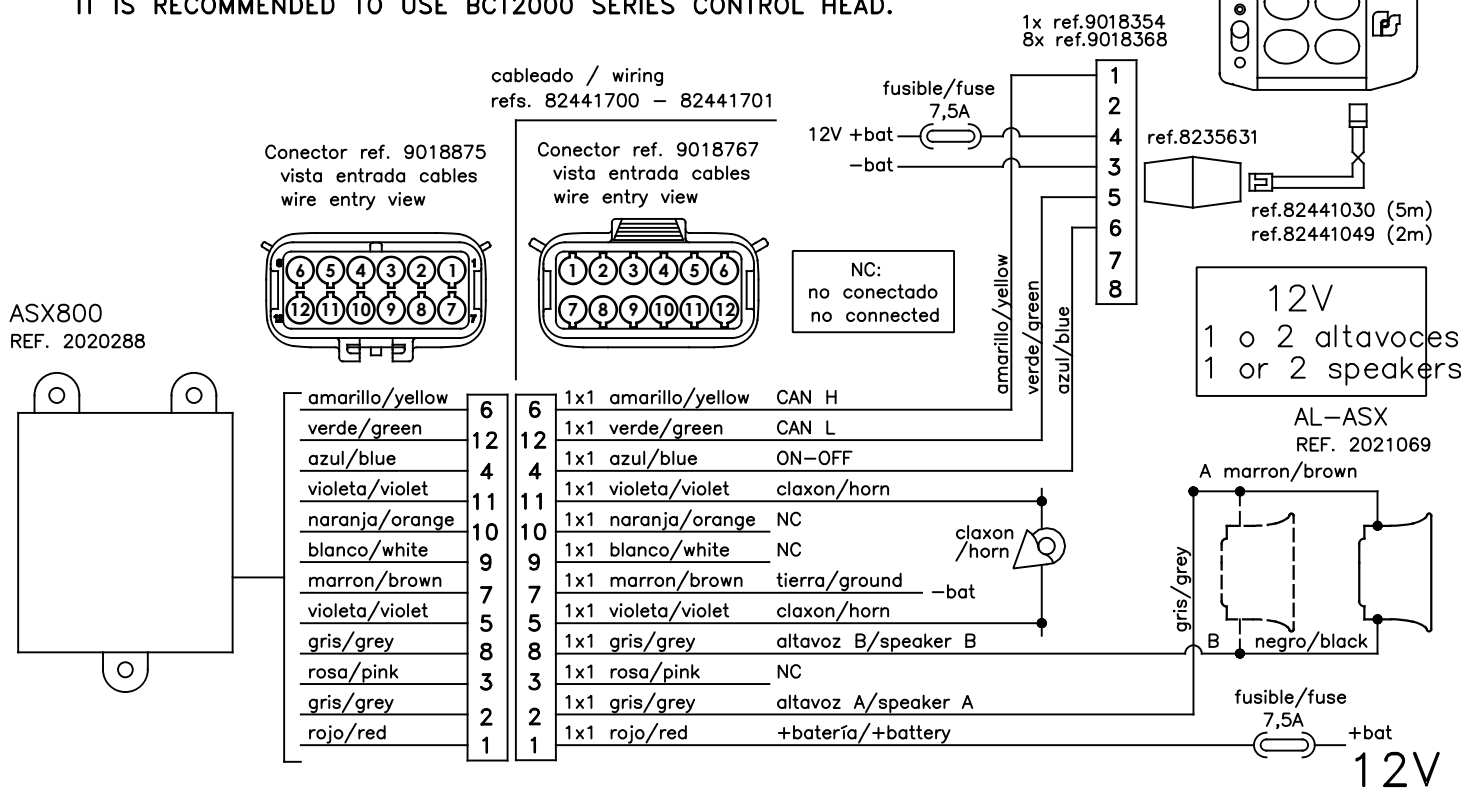 IT IS RECOMMENDED TO USE BCT2000 SERIES CONTROL HEAD.
1x ref.9018354
8x ref.9018368
cableado / wiring
refs. 82441700 – 82441701
fusible/fuse
7,5A
12V +bat
–bat
1
2
4
3
5
6
7
8
ref.8235631
ref.82441030 (5m)
ref.82441049 (2m)
Conector ref. 9018875
vista entrada cables
wire entry view
Conector ref. 9018767
vista entrada cables
wire entry view
6 5 4 3 2 1
12 11 10 9 8 7
1 2 3 4 5 6
7 8 9 10 11 12
NC:
no conectado
no connected
amarillo/yellow
verde/green
azul/blue
12V
1 o 2 altavoces
1 or 2 speakers
AL–ASX
REF. 2021069
ASX800
REF. 2020288
amarillo/yellow 6 6 1x1 amarillo/yellow CAN H
verde/green 12 12 1x1 verde/green CAN L
azul/blue 4 4 1x1 azul/blue ON–OFF
violeta/violet 11 11 1x1 violeta/violet claxon/horn
naranja/orange 10 10 1x1 naranja/orange NC
blanco/white 9 9 1x1 blanco/white NC
marron/brown 7 7 1x1 marron/brown tierra/ground –bat
violeta/violet 5 5 1x1 violeta/violet claxon/horn
gris/grey 8 8 1x1 gris/grey altavoz B/speaker B
rosa/pink 3 3 1x1 rosa/pink NC
gris/grey 2 2 1x1 gris/grey altavoz A/speaker A
rojo/red 1 1 1x1 rojo/red +batería/+battery
claxon
/horn
A marron/brown
gris/grey
B negro/black
fusible/fuse
7,5A
+bat
12V